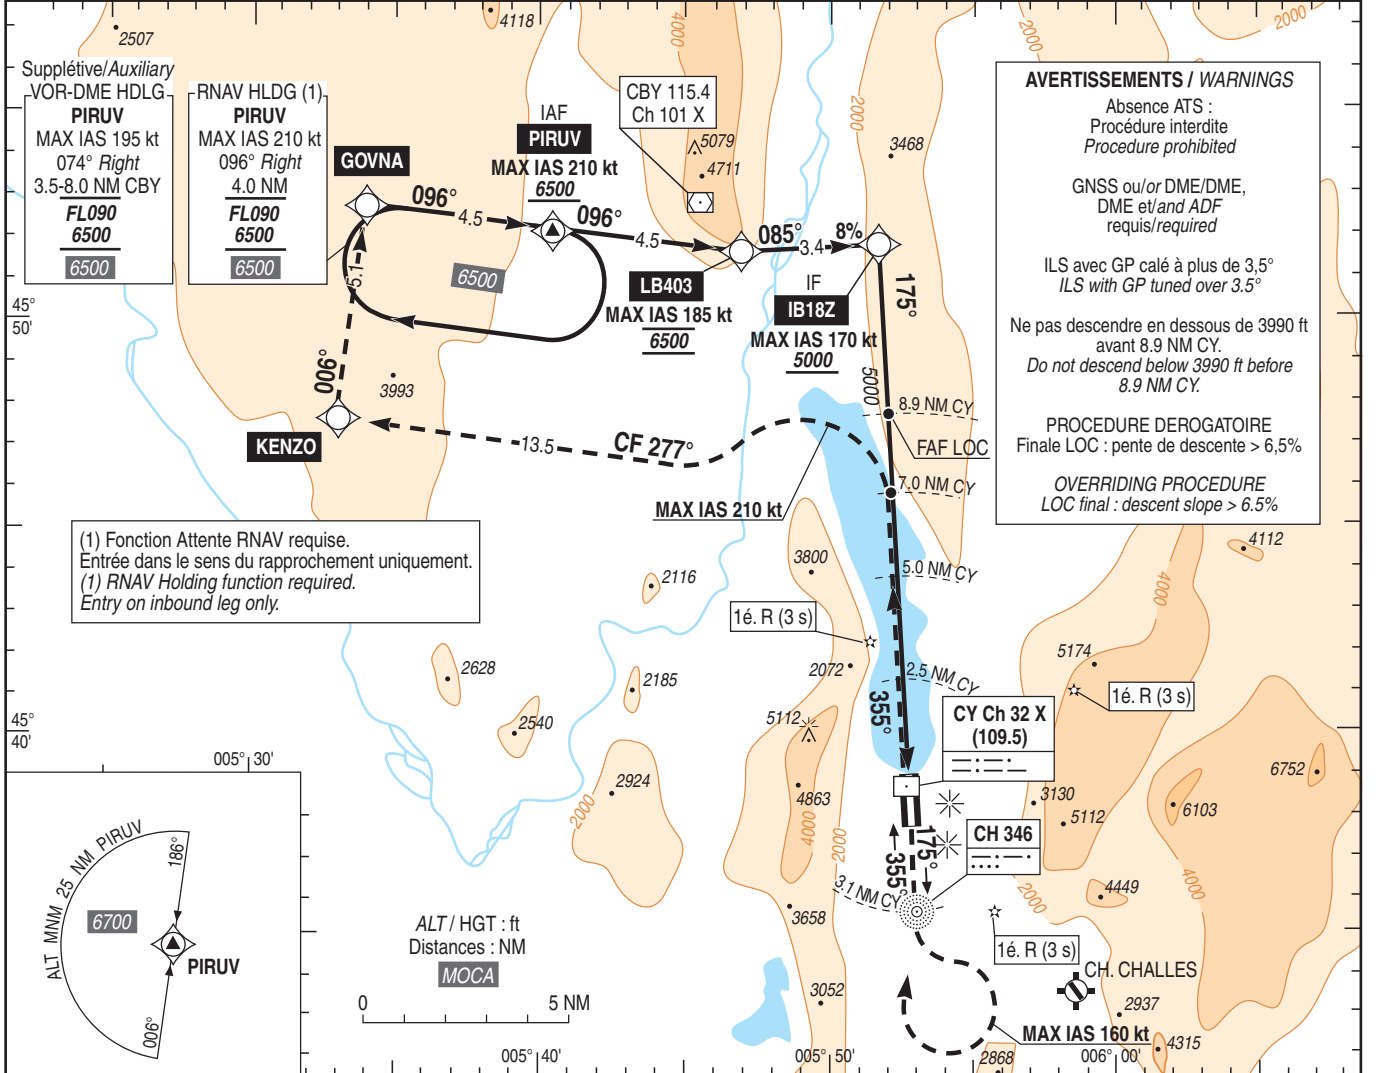 2507
4118
4000
2000
2000
Supplétive/Auxiliary
VOR-DME HDLG
PIRUV
MAX IAS 195 kt
074° Right
3.5-8.0 NM CBY
FL090
6500
6500
RNAV HLDG (1)
PIRUV
MAX IAS 210 kt
096° Right
4.0 NM
FL090
6500
6500
GOVNA
IAF
PIRUV
MAX IAS 210 kt
6500
CBY 115.4
Ch 101 X
5079
4711
2000
3468
AVERTISSEMENTS / WARNINGS
Absence ATS :
Procédure interdite
Procedure prohibited
GNSS ou/or DME/DME,
DME et/and ADF
requis/required
ILS avec GP calé à plus de 3,5°
ILS with GP tuned over 3.5°
Ne pas descendre en dessous de 3990 ft
avant 8.9 NM CY.
Do not descend below 3990 ft before
8.9 NM CY.
PROCEDURE DEROGATOIRE
Finale LOC : pente de descente > 6,5%
OVERRIDING PROCEDURE
LOC final : descent slope > 6.5%
096°
4.5
096°
4.5
085°
3.4
8%
5.1
6500
LB403
MAX IAS 185 kt
6500
IF
IB18Z
MAX IAS 170 kt
5000
175°
5000
45°
50'
006°
3993
KENZO
13.5
CF 277°
8.9 NM CY
FAF LOC
7.0 NM CY
MAX IAS 210 kt
(1) Fonction Attente RNAV requise.
Entrée dans le sens du rapprochement uniquement.
(1) RNAV Holding function required.
Entry on inbound leg only.
4112
3800
5.0 NM CY
2116
4000
1é. R (3 s)
2628
2185
2072
2.5 NM CY
5174
1é. R (3 s)
355°
2540
5112
CY Ch 32 X
(109.5)
45°
40'
005° 30'
2924
2000
4863
4000
2000
3130
5112
6752
6103
175°
355°
CH 346
4000
ALT MNM 25 NM PIRUV
186°
6700
PIRUV
006°
3.1 NM CY
2000
4449
3658
ALT / HGT : ft
Distances : NM
MOCA
0
5 NM
1é. R (3 s)
CH. CHALLES
3052
2937
MAX IAS 160 kt
4315
2868
005° 40'
005° 50'
006° 00'